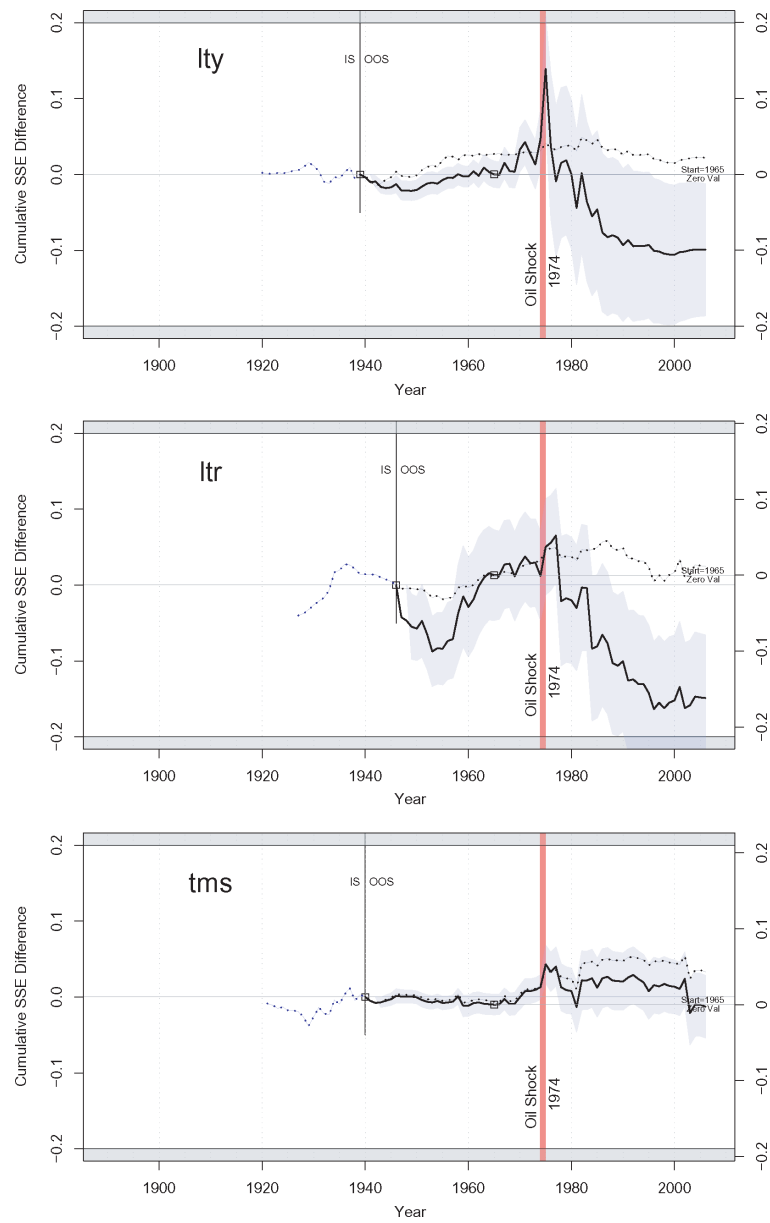 lty
IS OOS
Cumulative SSE Difference
0.2
0.1
0.0
−0.1
−0.2
0.2
0.1
0
−0.1
−0.2
Start=1965
Zero Val
Oil Shock
1974
1900 1920 1940 1960 1980 2000
Year
ltr
IS OOS
Cumulative SSE Difference
0.2
0.1
0.0
−0.1
−0.2
0.2
0.1
0
−0.1
−0.2
Start=1965
Zero Val
Oil Shock
1974
1900 1920 1940 1960 1980 2000
Year
tms
IS OOS
Cumulative SSE Difference
0.2
0.1
0.0
−0.1
−0.2
0.2
0.1
0
−0.1
−0.2
Start=1965
Zero Val
Oil Shock
1974
1900 1920 1940 1960 1980 2000
Year